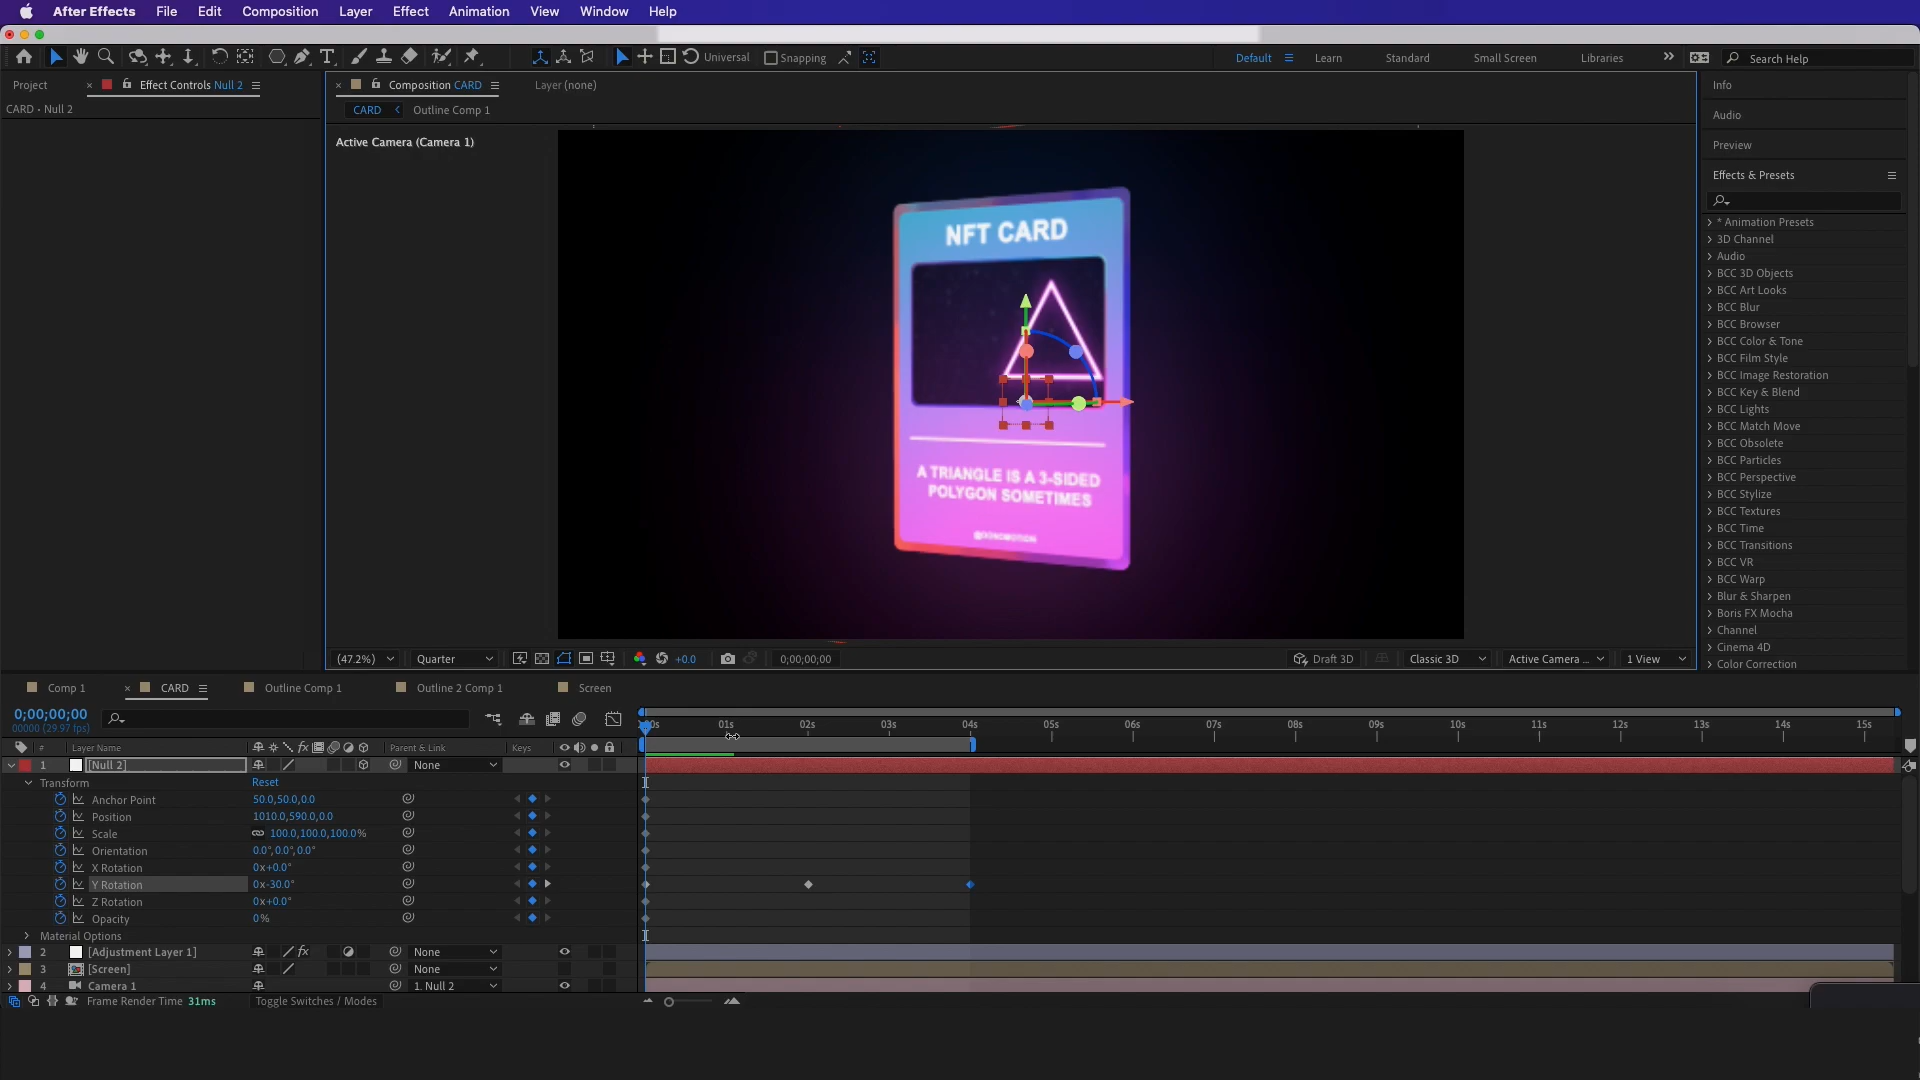 After Effects File Edit Composition Layer Effect Animation View Window Help
Universal Snapping Default Learn Standard Small Screen Libraries Search Help
Project Effect Controls Null 2
CARD • Null 2
Composition CARD Layer (none)
CARD Outline Comp 1
Active Camera (Camera 1)
NFT CARD
A TRIANGLE IS A 3-SIDED
POLYGON SOMETIMES
@DONOMOTION
(47.2%) Quarter +0.0 0;00;00;00 Draft 3D Classic 3D Active Camera ... 1 View
Info
Audio
Preview
Effects & Presets
* Animation Presets
3D Channel
Audio
BCC 3D Objects
BCC Art Looks
BCC Blur
BCC Browser
BCC Color & Tone
BCC Film Style
BCC Image Restoration
BCC Key & Blend
BCC Lights
BCC Match Move
BCC Obsolete
BCC Particles
BCC Perspective
BCC Stylize
BCC Textures
BCC Time
BCC Transitions
BCC VR
BCC Warp
Blur & Sharpen
Boris FX Mocha
Channel
Cinema 4D
Color Correction
Comp 1 CARD Outline Comp 1 Outline 2 Comp 1 Screen
0;00;00;00
00000 (29.97 fps)
00s 01s 02s 03s 04s 05s 06s 07s 08s 09s 10s 11s 12s 13s 14s 15s
# Layer Name fx Parent & Link Keys
1 [Null 2] None
Transform Reset
Anchor Point 50.0,50.0,0.0
Position 1010.0,590.0,0.0
Scale 100.0,100.0,100.0%
Orientation 0.0°,0.0°,0.0°
X Rotation 0x+0.0°
Y Rotation 0x-30.0°
Z Rotation 0x+0.0°
Opacity 0%
Material Options
2 [Adjustment Layer 1] fx None
3 [Screen] None
4 Camera 1 1. Null 2
Frame Render Time 31ms Toggle Switches / Modes